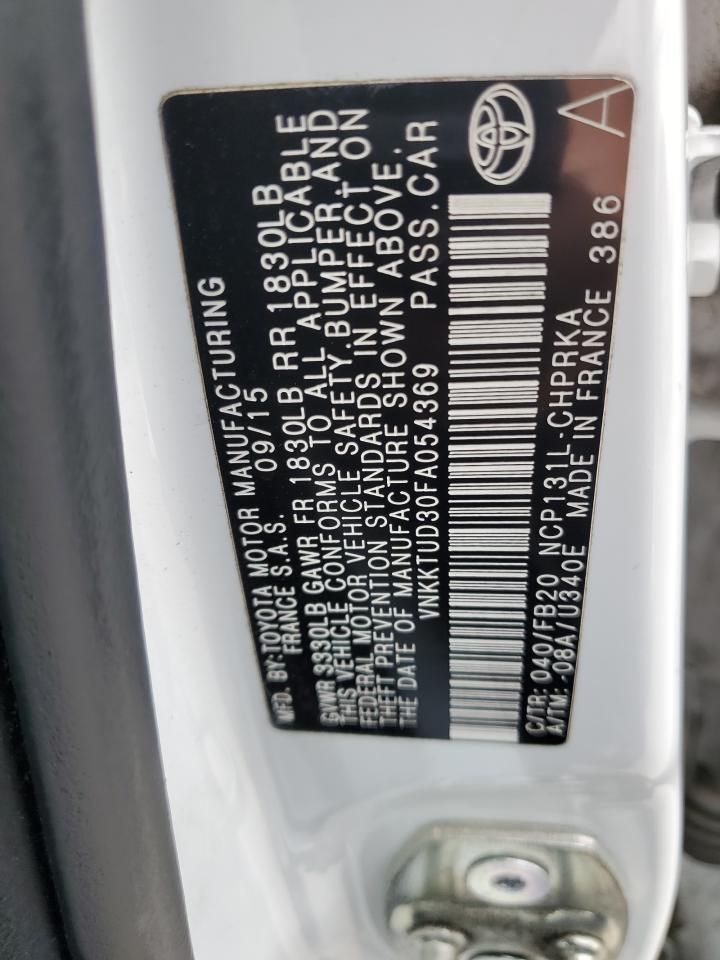 MFD. BY:TOYOTA MOTOR MANUFACTURING
FRANCE S.A.S. 09/15
GVWR 3330LB GAWR FR 1830LB RR 1830LB
THIS VEHICLE CONFORMS TO ALL APPLICABLE
FEDERAL MOTOR VEHICLE SAFETY,BUMPER,AND
THEFT PREVENTION STANDARDS IN EFFECT ON
THE DATE OF MANUFACTURE SHOWN ABOVE.
VNKKTUD30FA054369 PASS.CAR
C/TR: 040/FB20 NCP131L-CHPRKA
A/TM: -08A/U340E MADE IN FRANCE 386 A